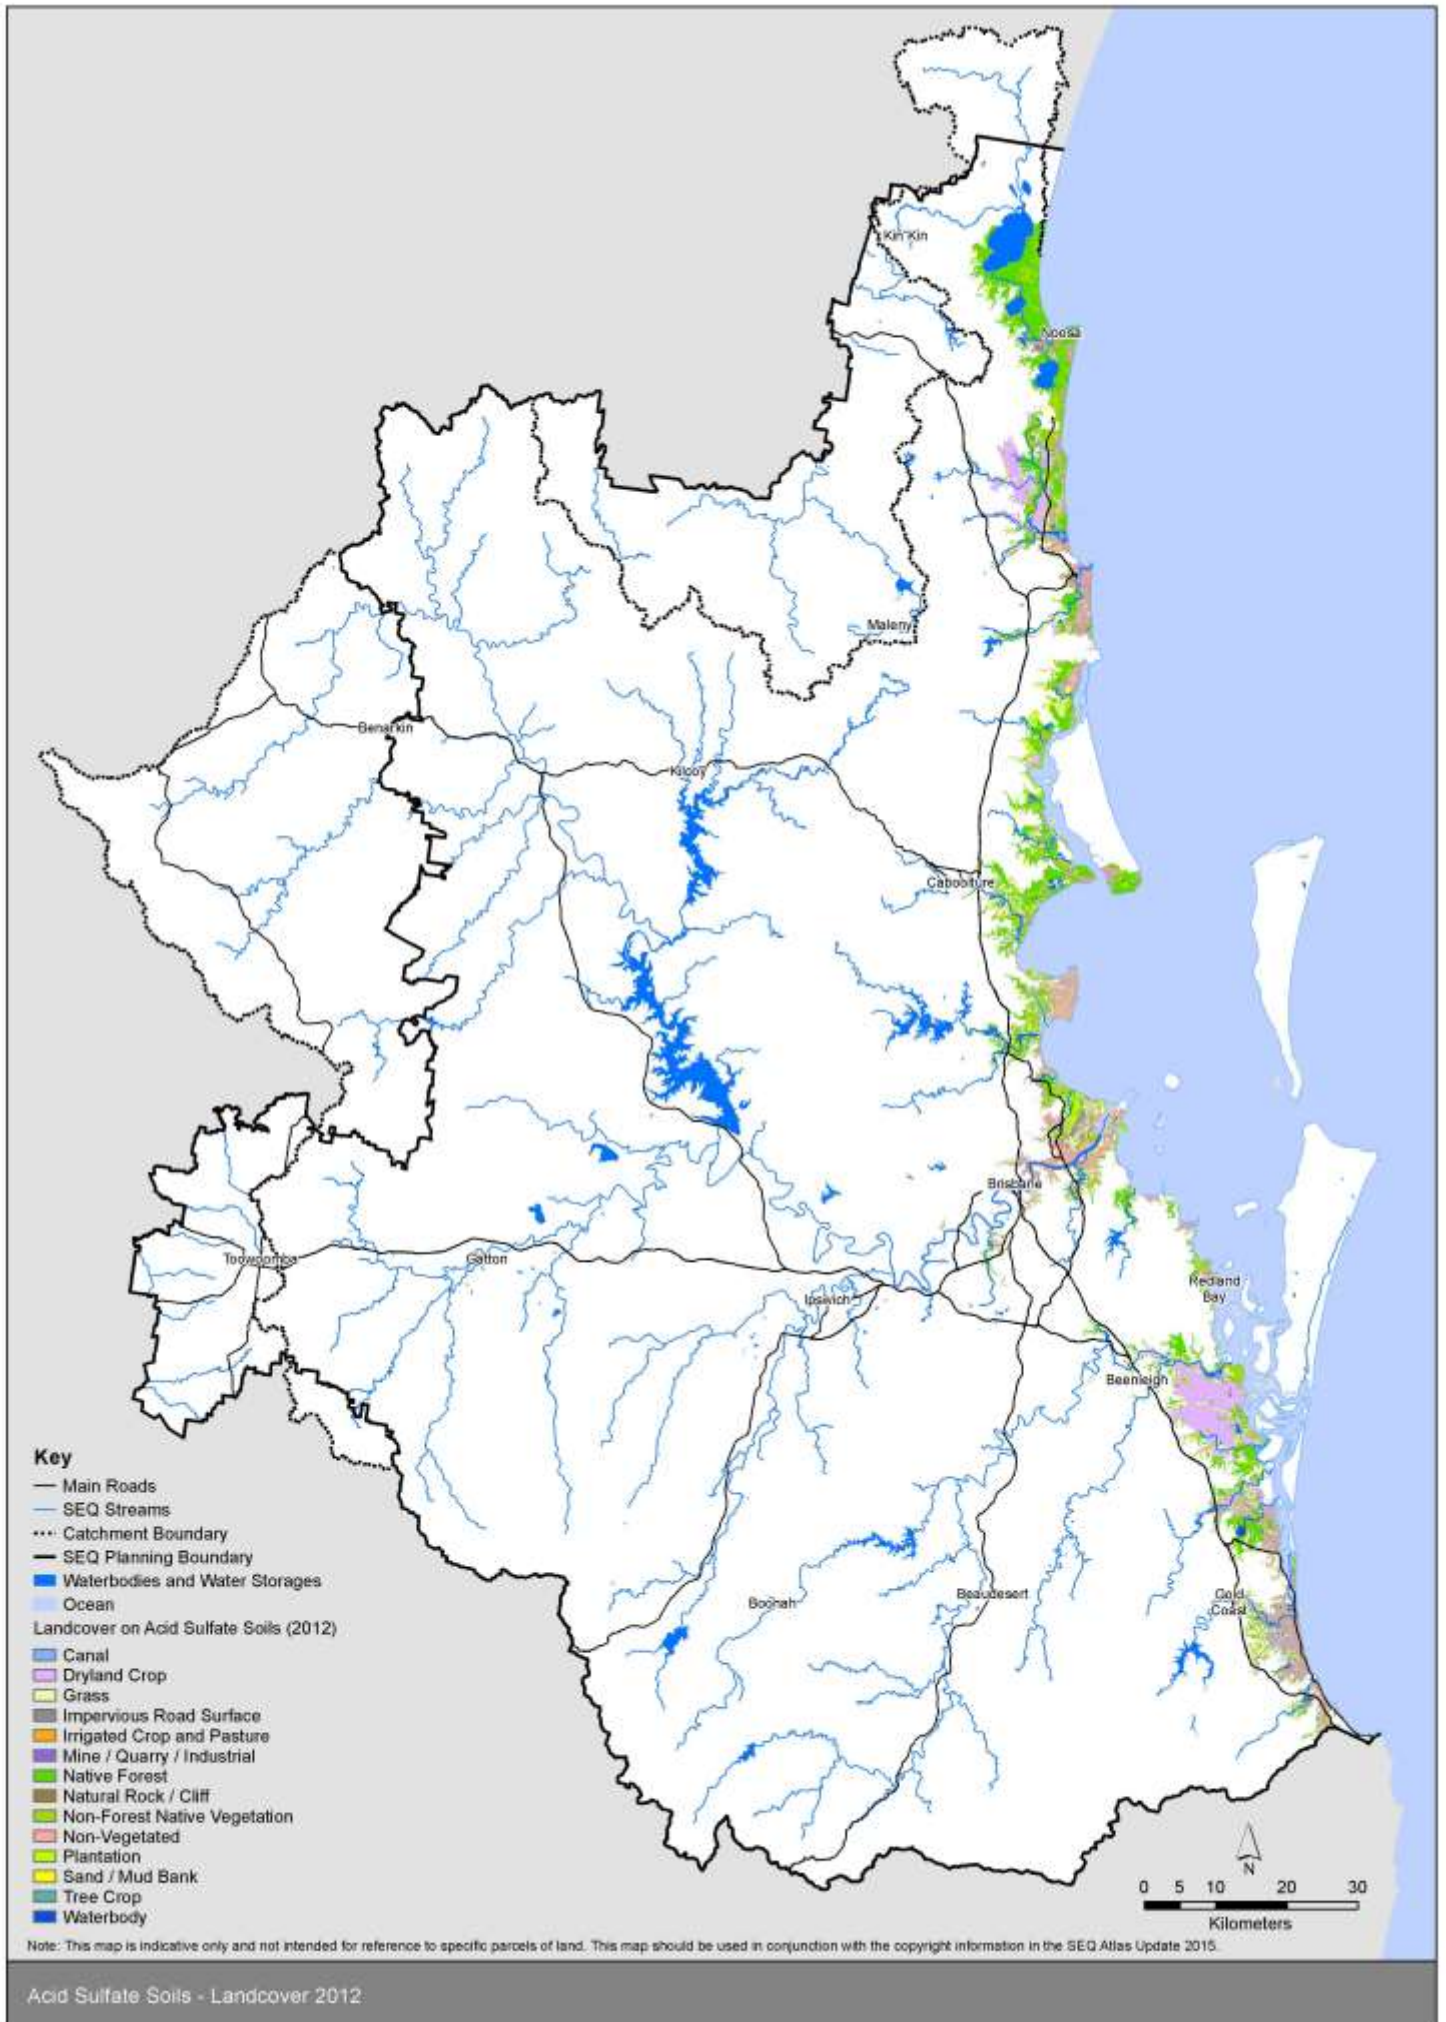 Kin Kin
Noosa
Maleny
Benarkin
Kilcoy
Caboolture
Brisbane
Toowoomba
Gatton
Ipswich
Redland
Bay
Beenleigh
Boonah
Beaudesert
Gold
Coast
Key
Main Roads
SEQ Streams
Catchment Boundary
SEQ Planning Boundary
Waterbodies and Water Storages
Ocean
Landcover on Acid Sulfate Soils (2012)
Canal
Dryland Crop
Grass
Impervious Road Surface
Irrigated Crop and Pasture
Mine / Quarry / Industrial
Native Forest
Natural Rock / Cliff
Non-Forest Native Vegetation
Non-Vegetated
Plantation
Sand / Mud Bank
Tree Crop
Waterbody
N
0 5 10 20 30
Kilometers
Note: This map is indicative only and not intended for reference to specific parcels of land. This map should be used in conjunction with the copyright information in the SEQ Atlas Update 2015.
Acid Sulfate Soils - Landcover 2012